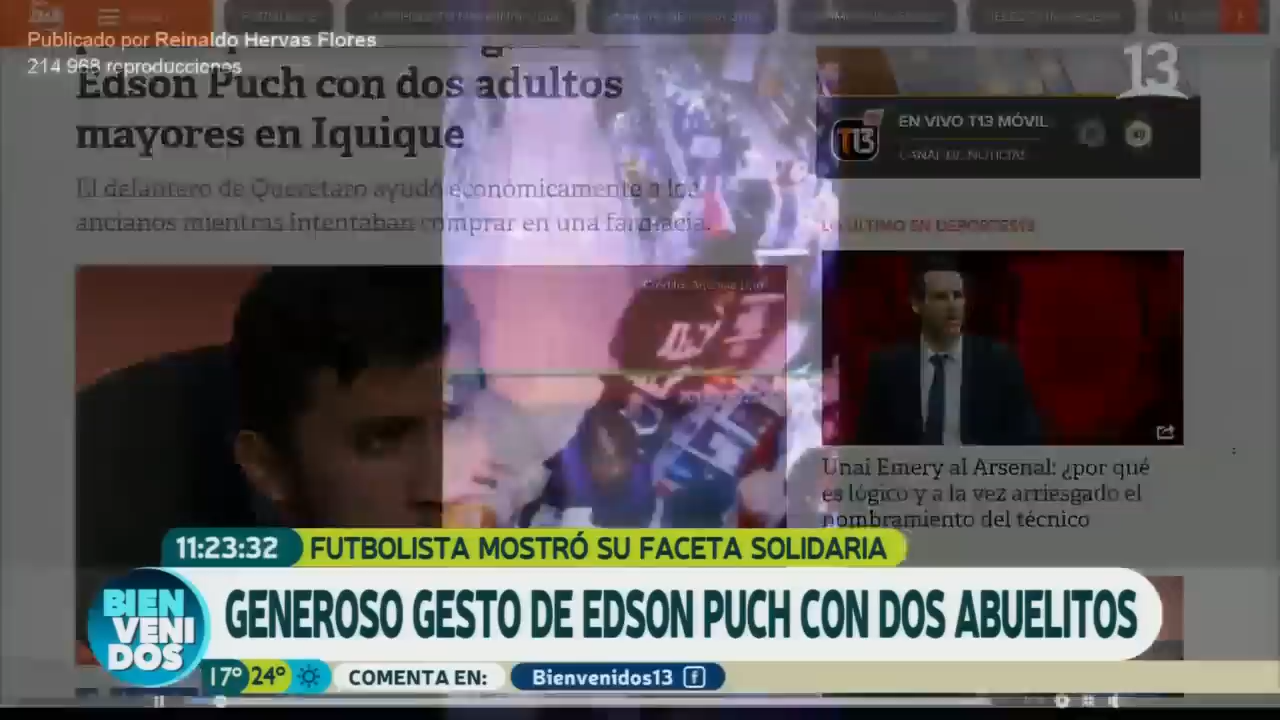 Publicado por Reinaldo Hervas Flores
214 968 reproducciones
13
Edson Puch con dos adultos
mayores en Iquique
El delantero de Querétaro ayudó económicamente a los
ancianos mientras intentaban comprar en una farmacia.
EN VIVO T13 MÓVIL
CANAL DE NOTICIAS
T13
LO ÚLTIMO EN DEPORTES13
Unai Emery al Arsenal: ¿por qué
es lógico y a la vez arriesgado el
nombramiento del técnico
11:23:32
FUTBOLISTA MOSTRÓ SU FACETA SOLIDARIA
GENEROSO GESTO DE EDSON PUCH CON DOS ABUELITOS
BIEN
VENI
DOS
17° 24°
COMENTA EN:
Bienvenidos13